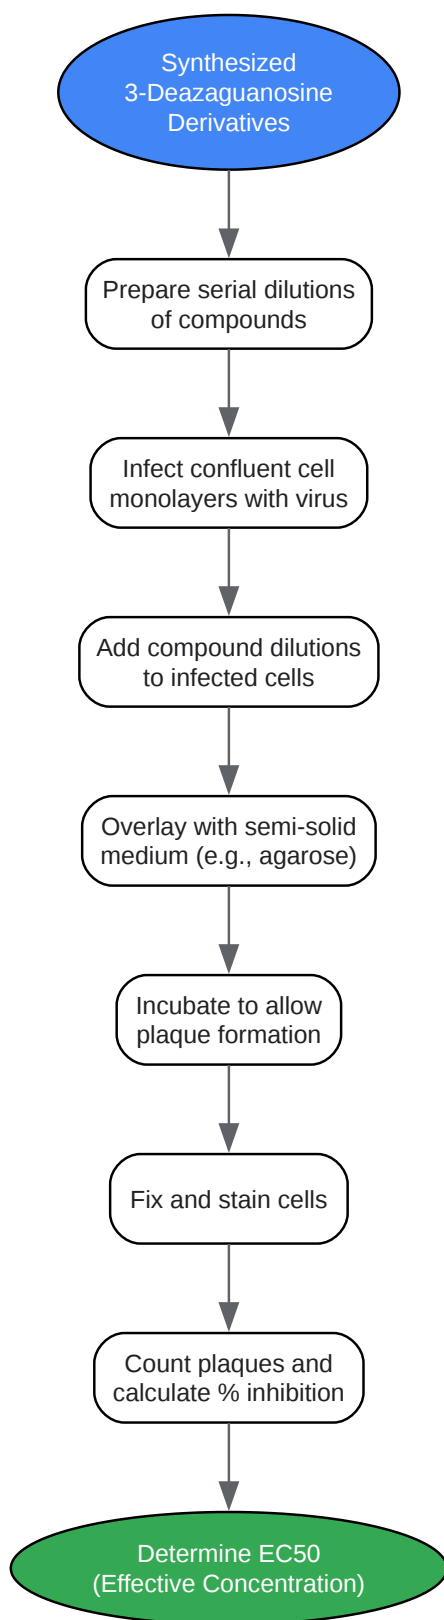 Synthesized
3-Deazaguanosine
Derivatives
Prepare serial dilutions
of compounds
Infect confluent cell
monolayers with virus
Add compound dilutions
to infected cells
Overlay with semi-solid
medium (e.g., agarose)
Incubate to allow
plaque formation
Fix and stain cells
Count plaques and
calculate % inhibition
Determine EC50
(Effective Concentration)